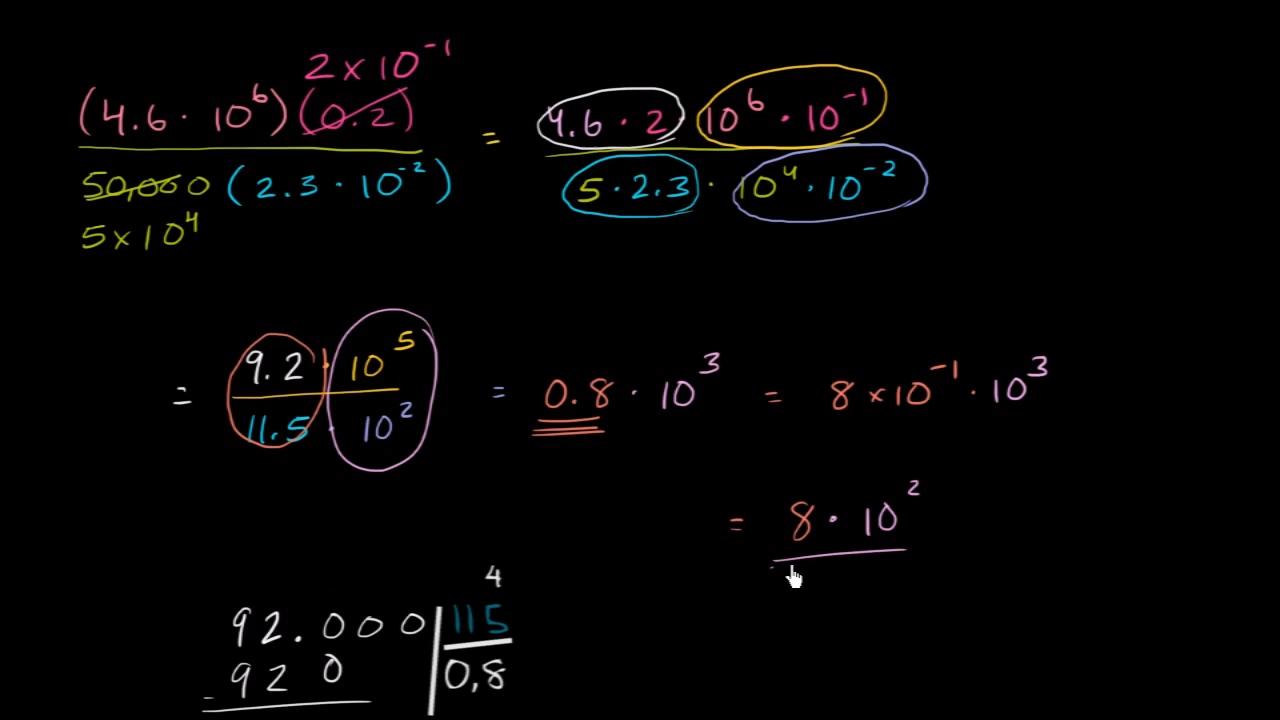 2 × 10⁻¹
(4.6 · 10⁶)(0.2)
50,000 (2.3 · 10⁻²)
5 × 10⁴
= 4.6 · 2 · 10⁶ · 10⁻¹
5 · 2.3 · 10⁴ · 10⁻²
= 9.2 · 10⁵
11.5 · 10²
= 0.8 · 10³ = 8 × 10⁻¹ · 10³
= 8 · 10²
4
92.000 115
- 92 0 0,8